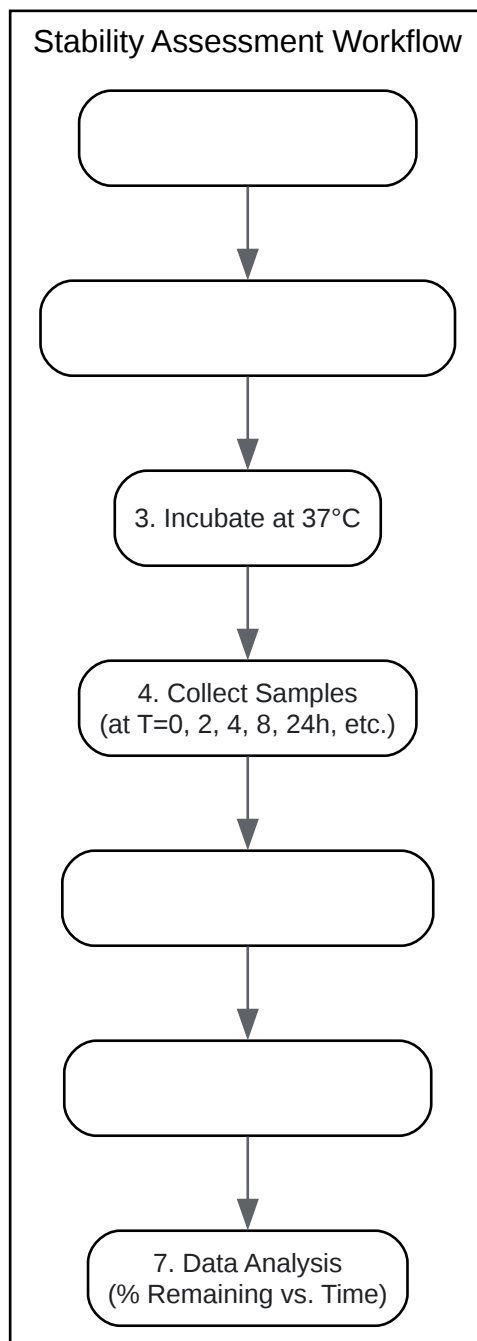 Stability Assessment Workflow
3. Incubate at 37°C
4. Collect Samples
(at T=0, 2, 4, 8, 24h, etc.)
7. Data Analysis
(% Remaining vs. Time)